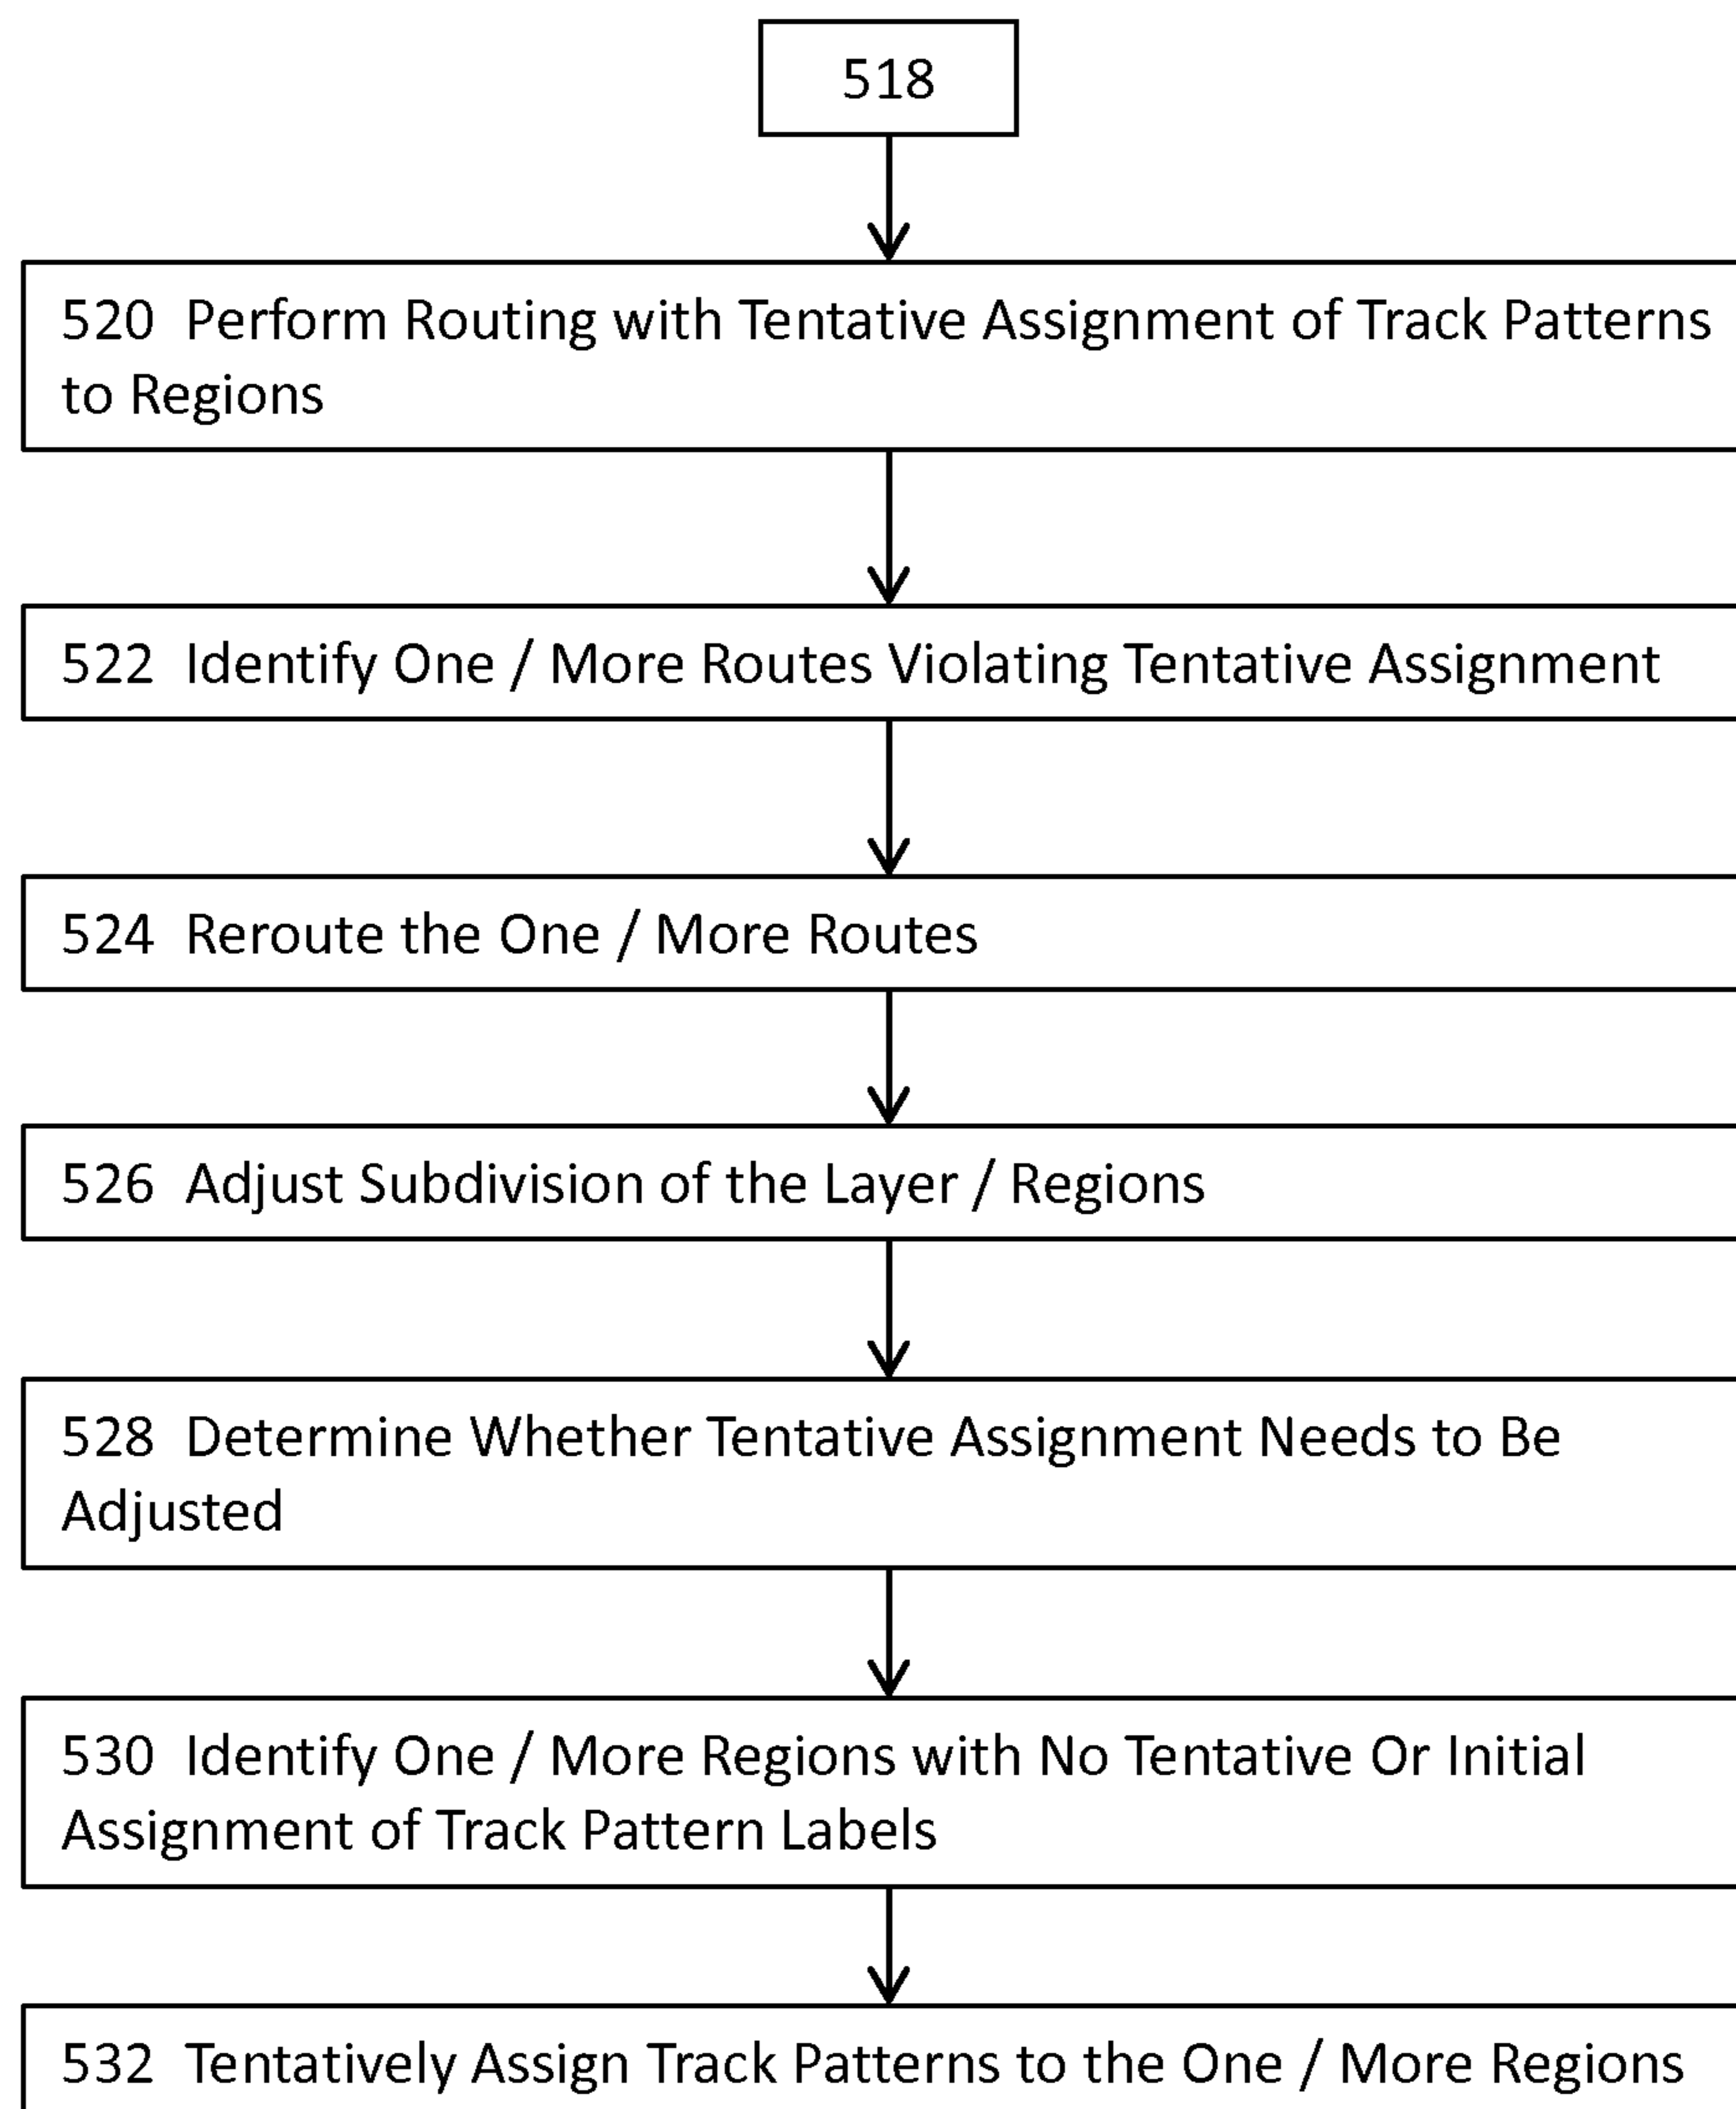 518
520 Perform Routing with Tentative Assignment of Track Patterns
to Regions
522 Identify One / More Routes Violating Tentative Assignment
524 Reroute the One / More Routes
526 Adjust Subdivision of the Layer / Regions
528 Determine Whether Tentative Assignment Needs to Be
Adjusted
530 Identify One / More Regions with No Tentative Or Initial
Assignment of Track Pattern Labels
532 Tentatively Assign Track Patterns to the One / More Regions